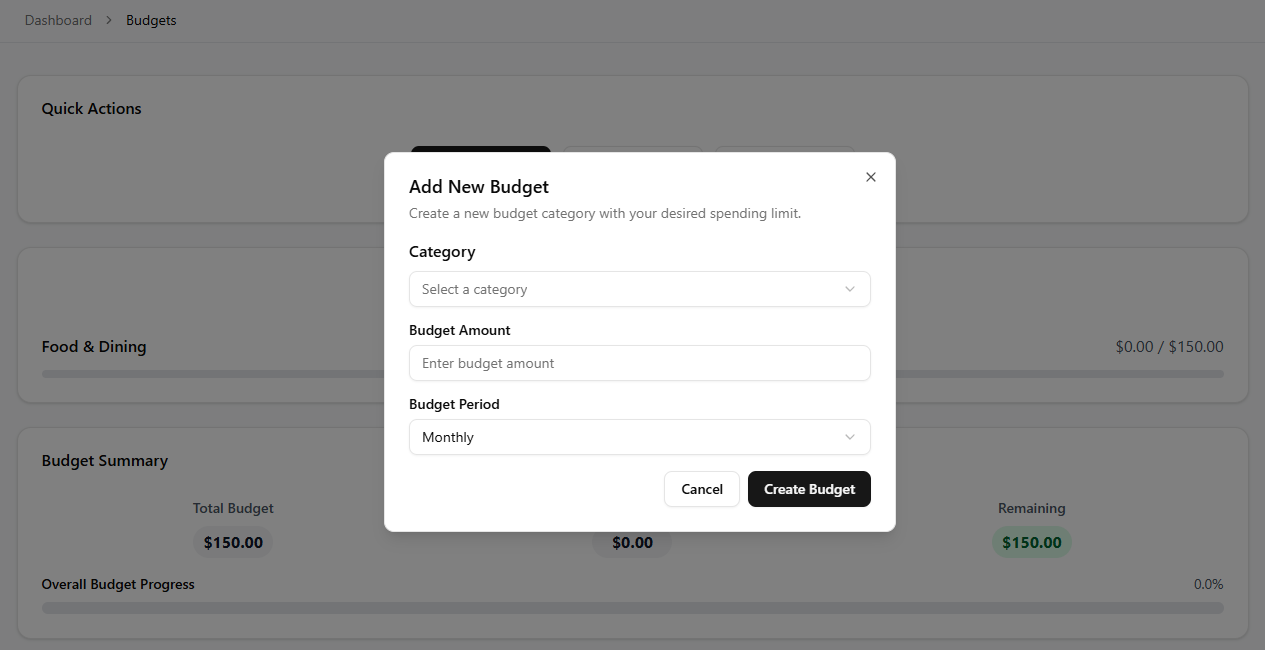 Dashboard > Budgets
Quick Actions
Add New Budget
Create a new budget category with your desired spending limit.
Category
Select a category
Budget Amount
Enter budget amount
Budget Period
Monthly
Cancel Create Budget
Food & Dining $0.00 / $150.00
Budget Summary
Total Budget Remaining
$150.00 $0.00 $150.00
Overall Budget Progress 0.0%